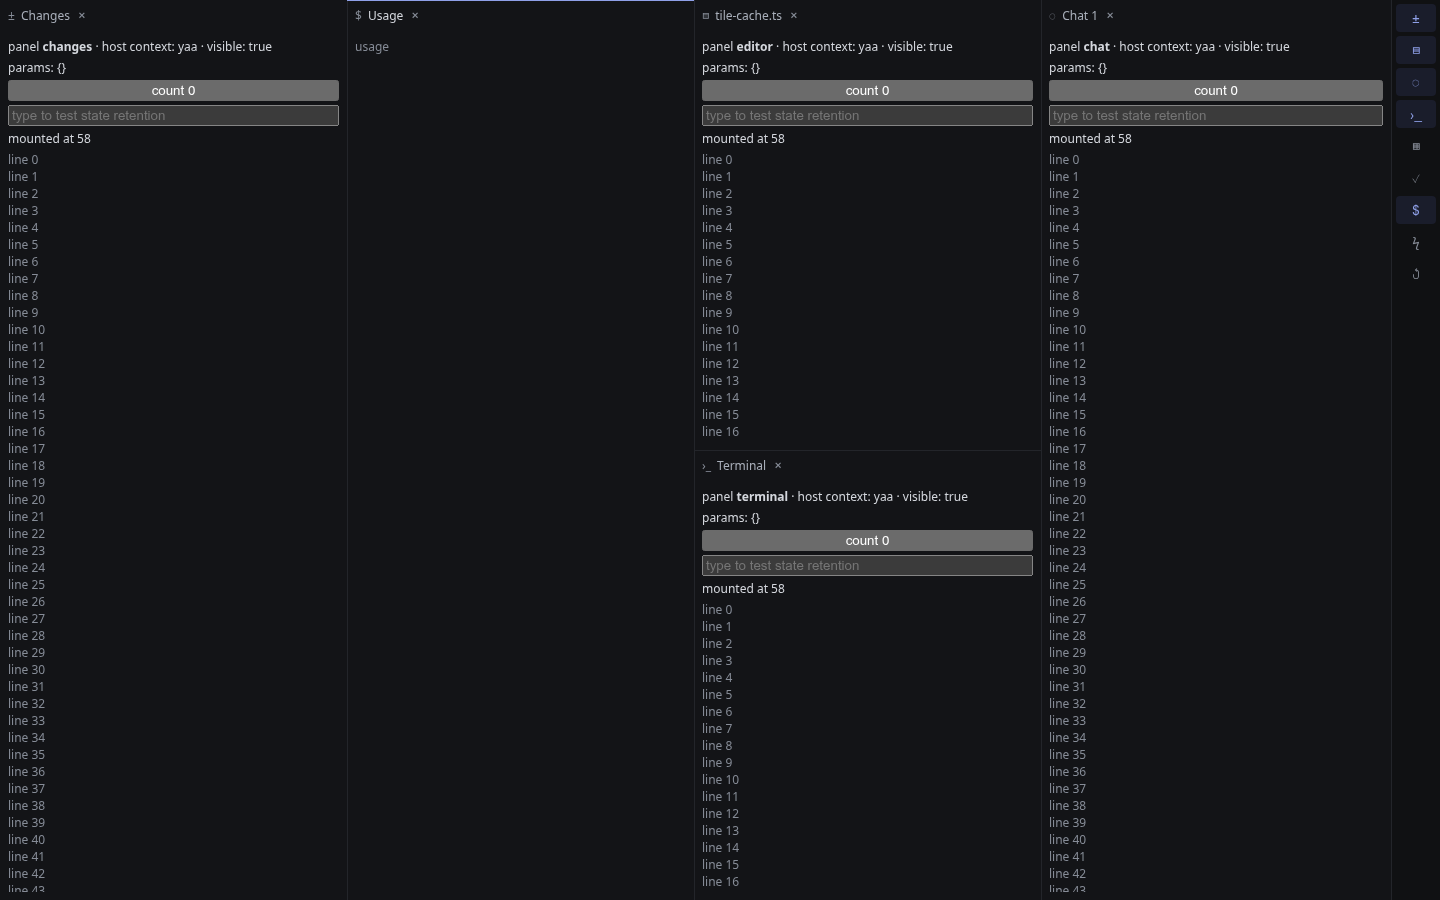 ± Changes ×
panel changes · host context: yaa · visible: true
params: {}
count 0
type to test state retention
mounted at 58
line 0
line 1
line 2
line 3
line 4
line 5
line 6
line 7
line 8
line 9
line 10
line 11
line 12
line 13
line 14
line 15
line 16
line 17
line 18
line 19
line 20
line 21
line 22
line 23
line 24
line 25
line 26
line 27
line 28
line 29
line 30
line 31
line 32
line 33
line 34
line 35
line 36
line 37
line 38
line 39
line 40
line 41
line 42
line 43
$ Usage ×
usage
tile-cache.ts ×
panel editor · host context: yaa · visible: true
params: {}
count 0
type to test state retention
mounted at 58
line 0
line 1
line 2
line 3
line 4
line 5
line 6
line 7
line 8
line 9
line 10
line 11
line 12
line 13
line 14
line 15
line 16
›_ Terminal ×
panel terminal · host context: yaa · visible: true
params: {}
count 0
type to test state retention
mounted at 58
line 0
line 1
line 2
line 3
line 4
line 5
line 6
line 7
line 8
line 9
line 10
line 11
line 12
line 13
line 14
line 15
line 16
Chat 1 ×
panel chat · host context: yaa · visible: true
params: {}
count 0
type to test state retention
mounted at 58
line 0
line 1
line 2
line 3
line 4
line 5
line 6
line 7
line 8
line 9
line 10
line 11
line 12
line 13
line 14
line 15
line 16
line 17
line 18
line 19
line 20
line 21
line 22
line 23
line 24
line 25
line 26
line 27
line 28
line 29
line 30
line 31
line 32
line 33
line 34
line 35
line 36
line 37
line 38
line 39
line 40
line 41
line 42
line 43
±
›_
✓
$